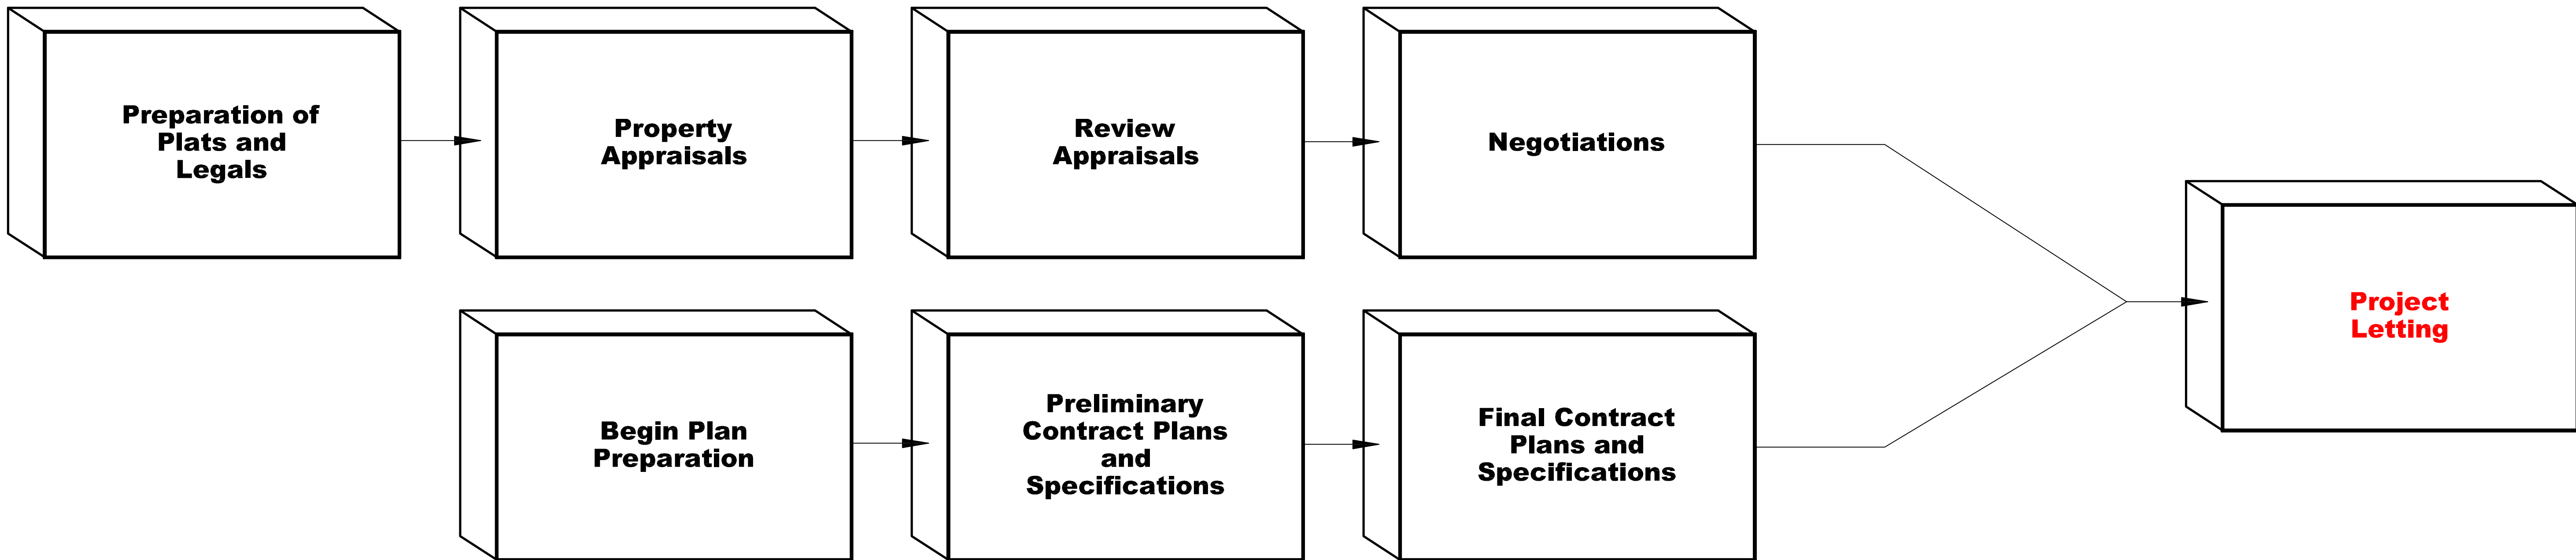 Preparation of
Plats and
Legals
Property
Appraisals
Review
Appraisals
Negotiations
Project
Letting
Begin Plan
Preparation
Preliminary
Contract Plans
and
Specifications
Final Contract
Plans and
Specifications